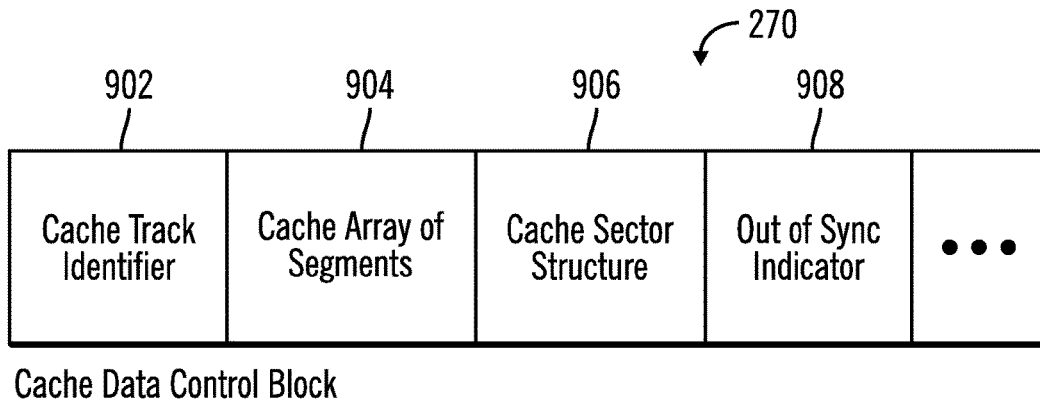 270
902
904
906
908
Cache Track
Identifier
Cache Array of
Segments
Cache Sector
Structure
Out of Sync
Indicator
•••
Cache Data Control Block